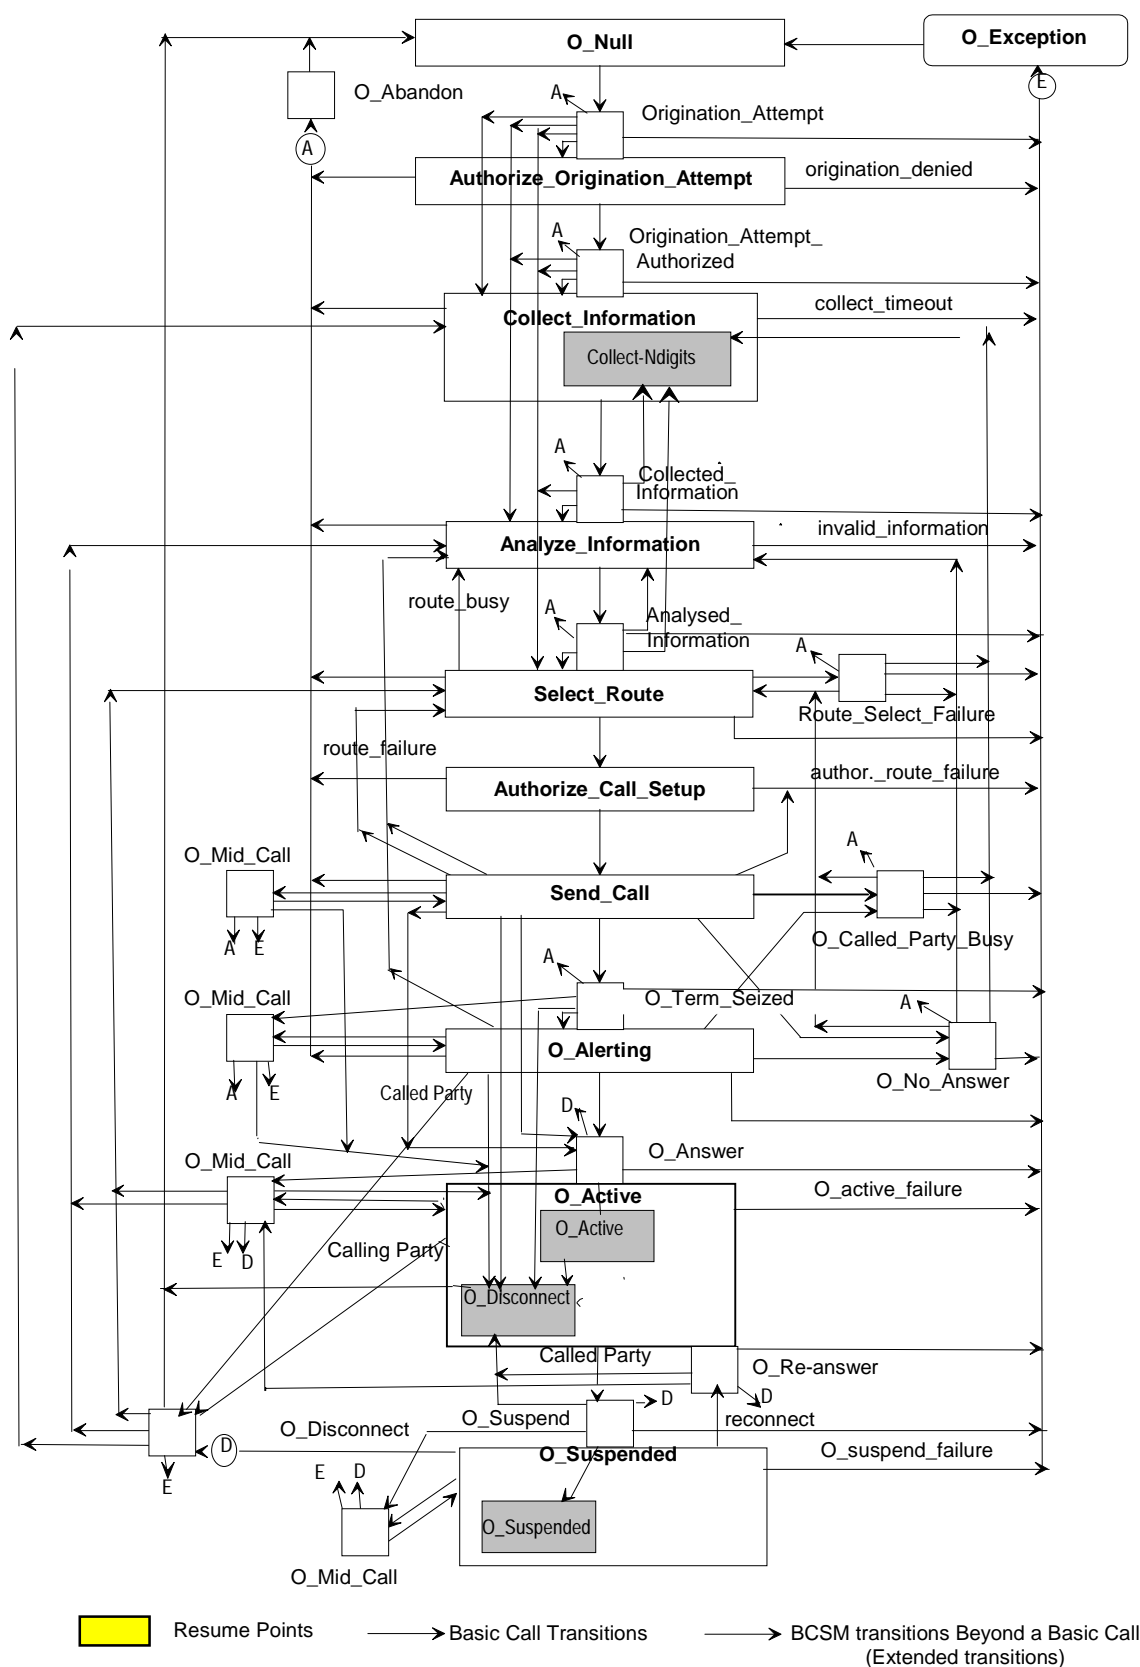 O_Null
O_Exception
E
O_Abandon
A
Origination_Attempt
A
Authorize_Origination_Attempt
origination_denied
A
Origination_Attempt_
Authorized
collect_timeout
Collect_Information
Collect-Ndigits
A
Collected_
Information
invalid_information
Analyze_Information
route_busy
A
Analysed_
Information
A
Select_Route
Route_Select_Failure
route_failure
author._route_failure
Authorize_Call_Setup
A
O_Mid_Call
Send_Call
A
E
O_Called_Party_Busy
A
O_Mid_Call
O_Term_Seized
A
O_Alerting
A
E
Called Party
O_No_Answer
D
O_Mid_Call
O_Answer
O_Active
O_active_failure
O_Active
E
D
Calling Party
O_Disconnect
Called Party
O_Re-answer
D
D
O_Suspend
reconnect
O_Disconnect
D
O_suspend_failure
O_Suspended
E
E
D
O_Suspended
O_Mid_Call
Resume Points
Basic Call Transitions
BCSM transitions Beyond a Basic Call
(Extended transitions)